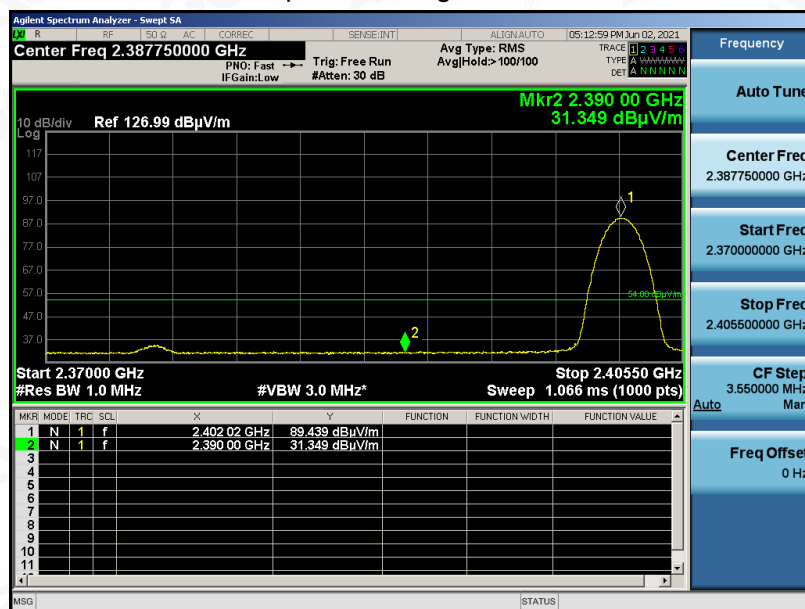 Agilent Spectrum Analyzer - Swept SA
R RF 50 Ω AC CORREC SENSE:INT ALIGN AUTO 05:12:59 PM Jun 02, 2021
Center Freq 2.387750000 GHz
PNO: Fast
IFGain:Low
Trig: Free Run
#Atten: 30 dB
Avg Type: RMS
Avg|Hold:>100/100
TRACE 1 2 3 4 5 6
TYPE A
DET A N N N N N
Mkr2 2.390 00 GHz
31.349 dBµV/m
10 dB/div Ref 126.99 dBµV/m
Log
117
107
97.0
87.0
77.0
67.0
57.0
47.0
37.0
1
54.00 dBµV/m
2
Start 2.37000 GHz Stop 2.40550 GHz
#Res BW 1.0 MHz #VBW 3.0 MHz* Sweep 1.066 ms (1000 pts)
MKR MODE TRC SCL X Y FUNCTION FUNCTION WIDTH FUNCTION VALUE
1 N 1 f 2.402 02 GHz 89.439 dBµV/m
2 N 1 f 2.390 00 GHz 31.349 dBµV/m
3
4
5
6
7
8
9
10
11
MSG STATUS
Frequency
Auto Tune
Center Freq
2.387750000 GHz
Start Freq
2.370000000 GHz
Stop Freq
2.405500000 GHz
CF Step
3.550000 MHz
Auto Man
Freq Offset
0 Hz